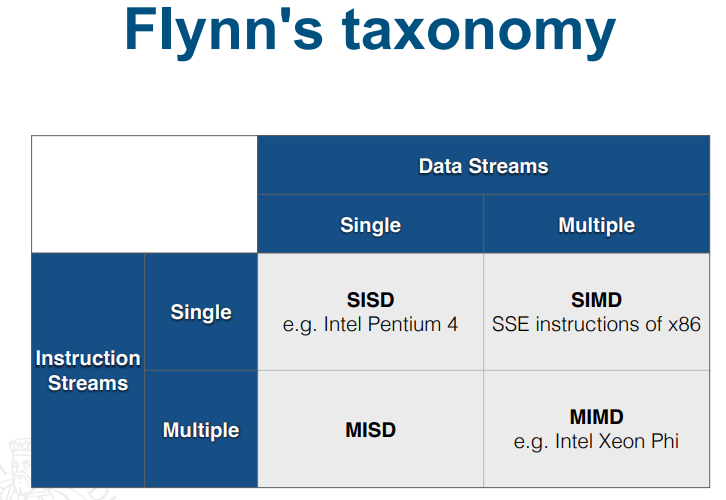 Flynn's taxonomy
Data Streams
Single
Multiple
Instruction
Streams
Single
SISD
e.g. Intel Pentium 4
SIMD
SSE instructions of x86
Multiple
MISD
MIMD
e.g. Intel Xeon Phi